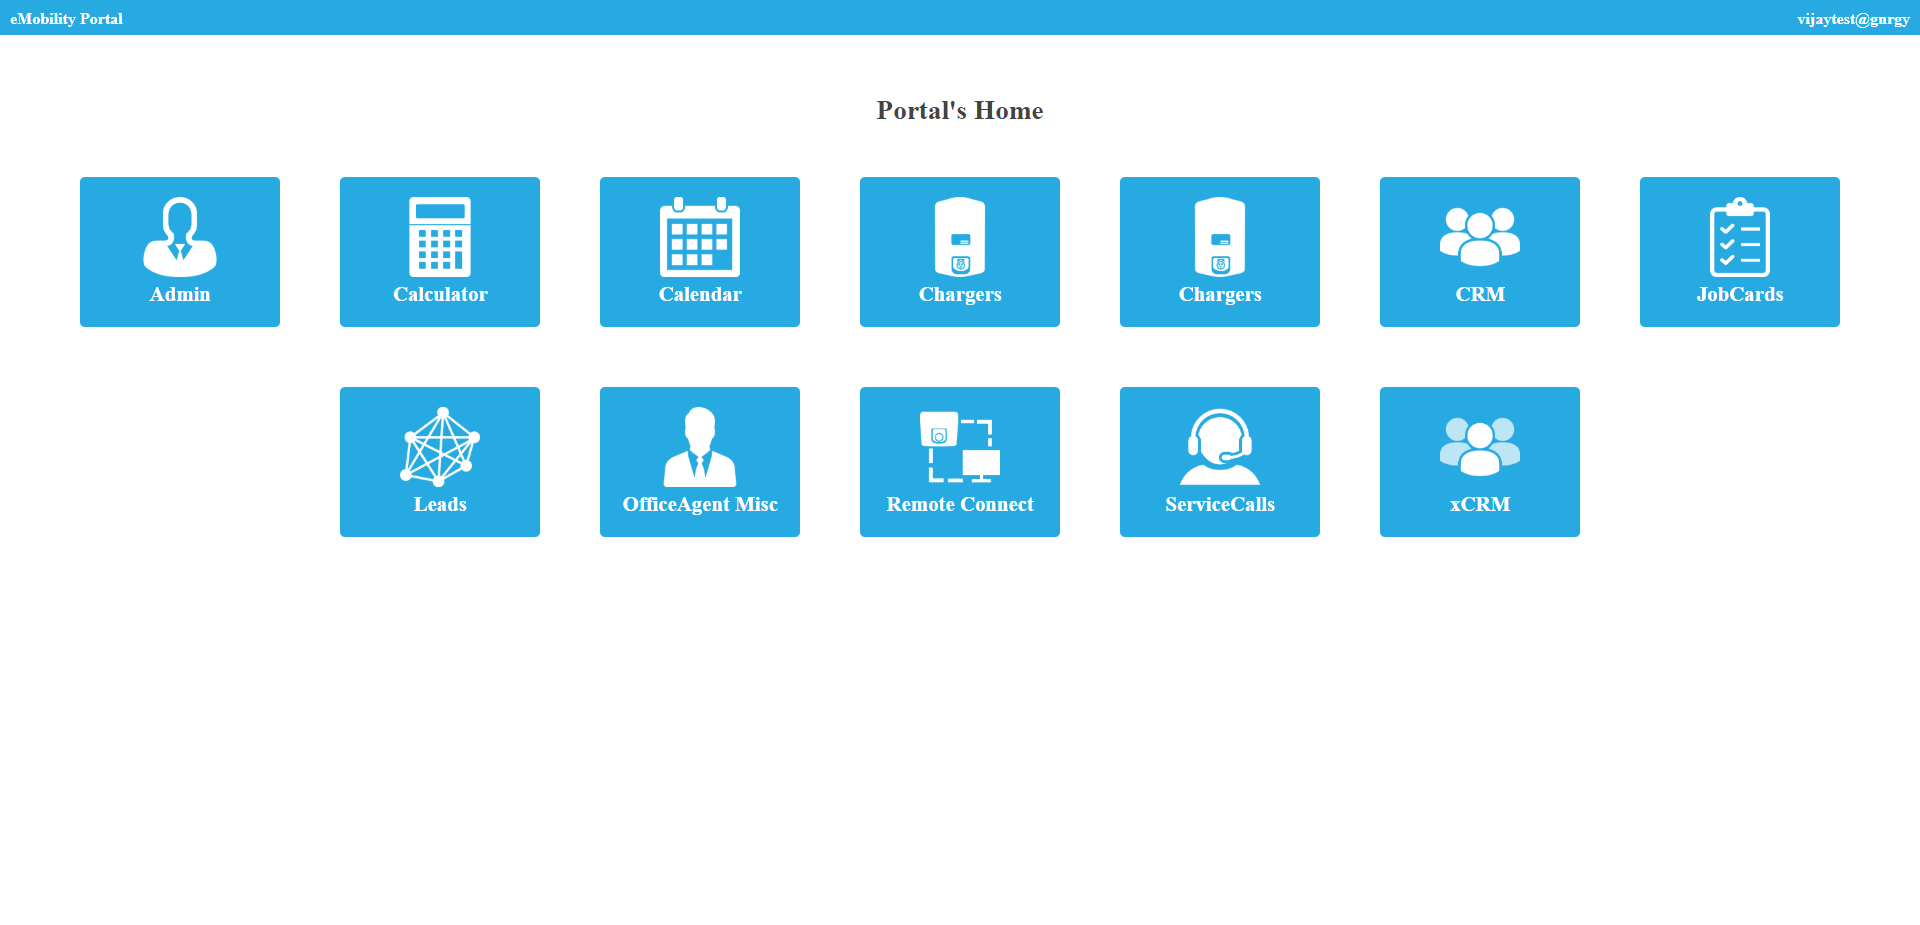 eMobility Portal
vijaytest@gnrgy
Portal's Home
Admin
Calculator
Calendar
Chargers
Chargers
CRM
JobCards
Leads
OfficeAgent Misc
Remote Connect
ServiceCalls
xCRM